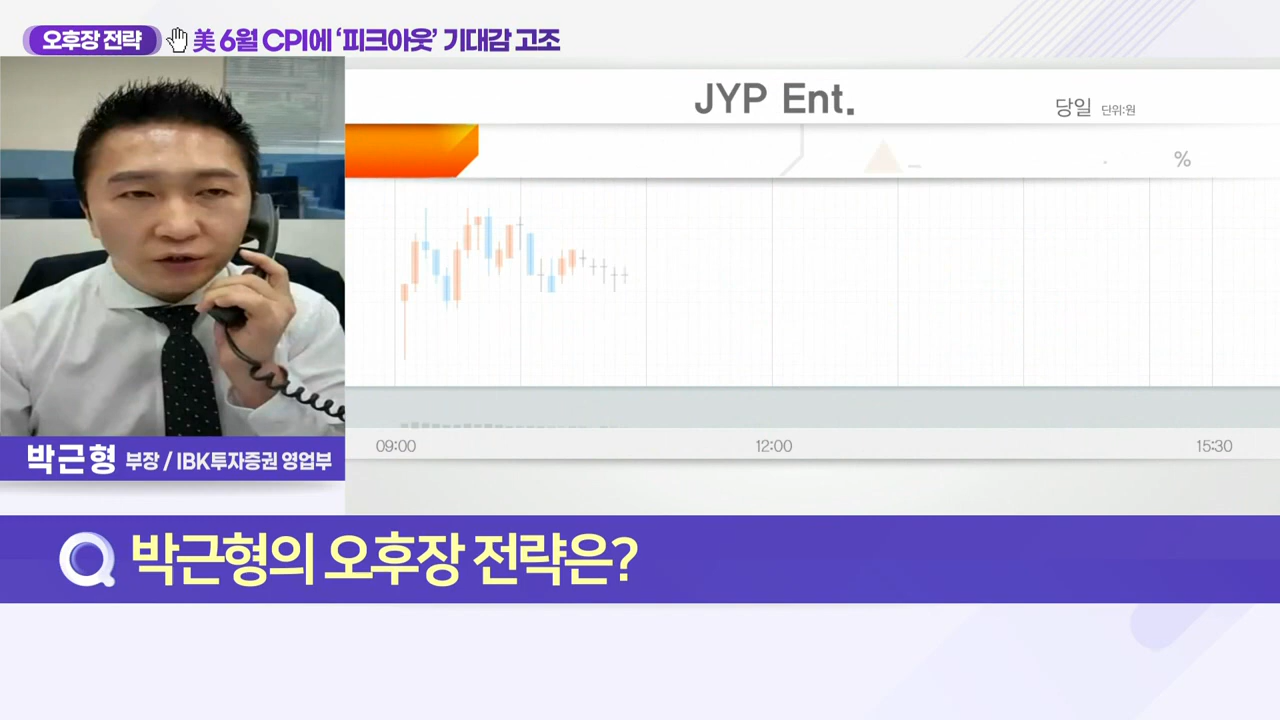 오후장 전략 美 6월 CPI에 ‘피크아웃’ 기대감 고조
JYP Ent.
당일 단위:원
%
09:00 12:00 15:30
박근형 부장 / IBK투자증권 영업부
박근형의 오후장 전략은?